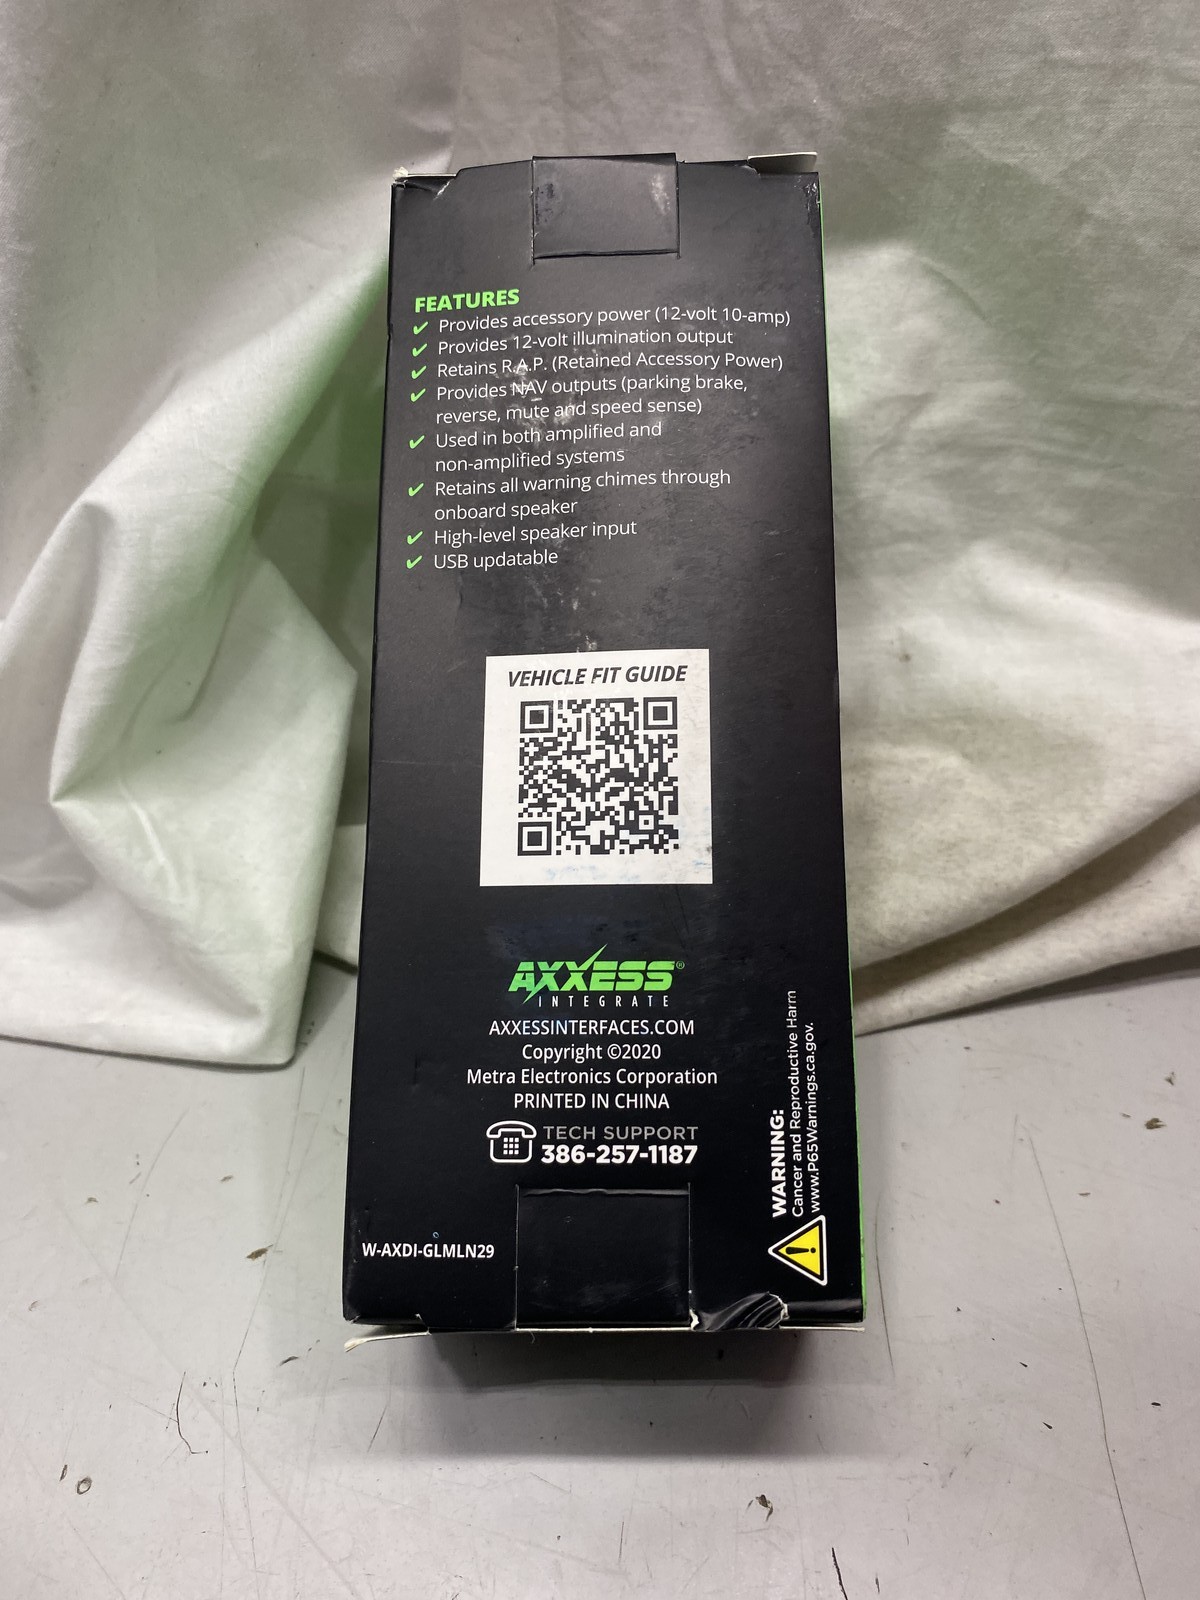 FEATURES
✔ Provides accessory power (12-volt 10-amp)
✔ Provides 12-volt illumination output
✔ Retains R.A.P. (Retained Accessory Power)
✔ Provides NAV outputs (parking brake,
reverse, mute and speed sense)
✔ Used in both amplified and
non-amplified systems
✔ Retains all warning chimes through
onboard speaker
✔ High-level speaker input
✔ USB updatable
VEHICLE FIT GUIDE
AXXESS®
INTEGRATE
AXXESSINTERFACES.COM
Copyright ©2020
Metra Electronics Corporation
PRINTED IN CHINA
TECH SUPPORT
386-257-1187
W-AXDI-GLMLN29
WARNING:
Cancer and Reproductive Harm
www.P65Warnings.ca.gov.